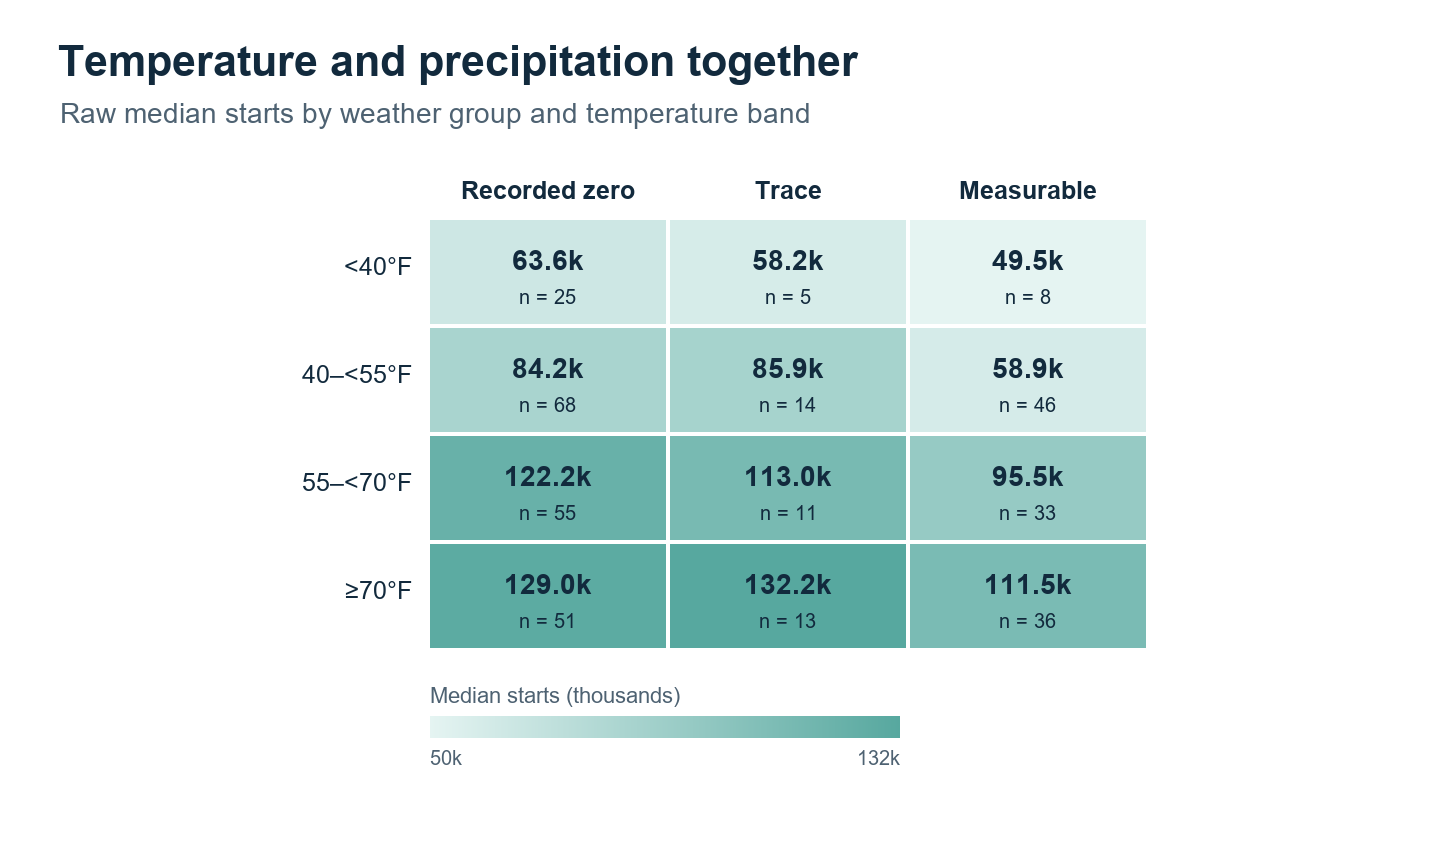 Temperature and precipitation together
Raw median starts by weather group and temperature band
Recorded zero Trace Measurable
<40°F 63.6k 58.2k 49.5k
n = 25 n = 5 n = 8
40–<55°F 84.2k 85.9k 58.9k
n = 68 n = 14 n = 46
55–<70°F 122.2k 113.0k 95.5k
n = 55 n = 11 n = 33
≥70°F 129.0k 132.2k 111.5k
n = 51 n = 13 n = 36
Median starts (thousands)
50k 132k